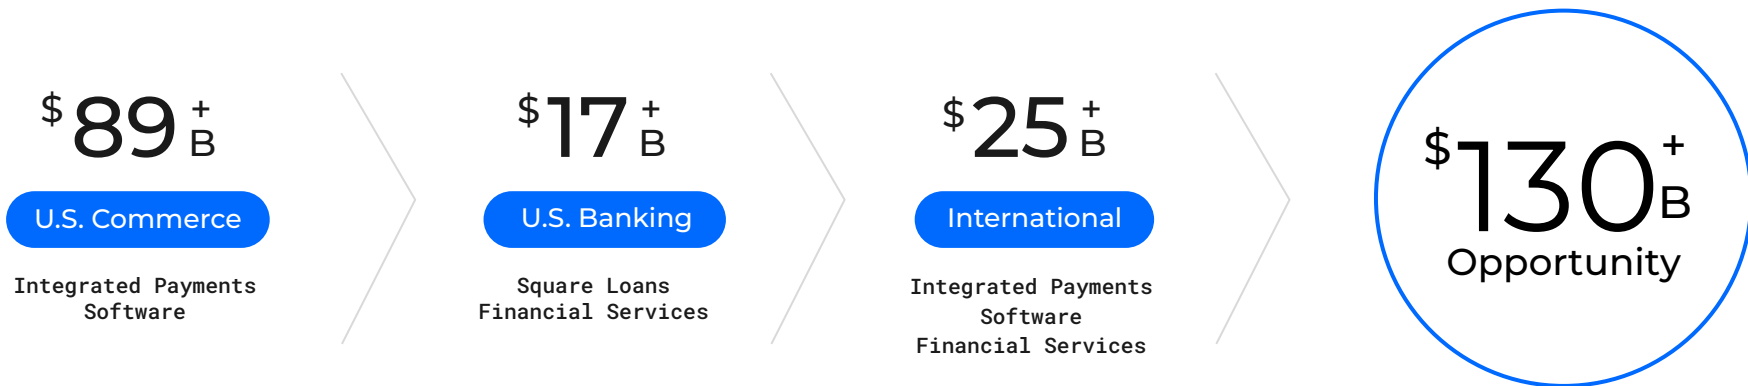 $89+B
U.S. Commerce
Integrated Payments
Software
$17+B
U.S. Banking
Square Loans
Financial Services
$25+B
International
Integrated Payments
Software
Financial Services
$130+B
Opportunity